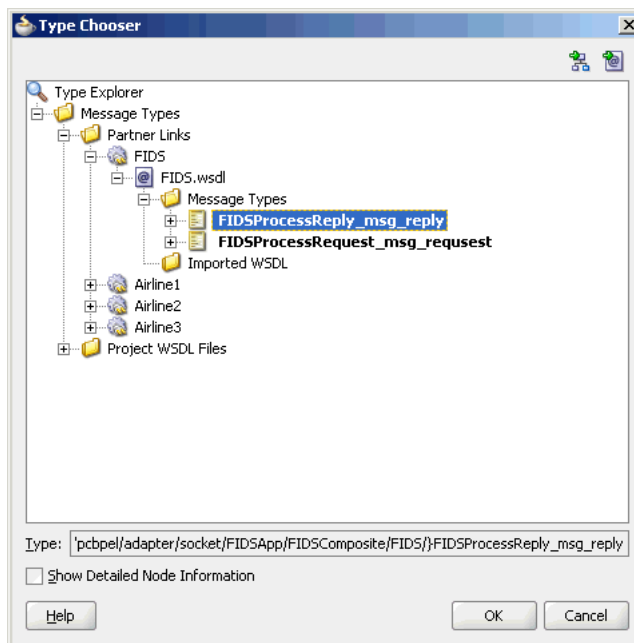 Type Chooser
Type Explorer
Message Types
Partner Links
FIDS
FIDS.wsdl
Message Types
FIDSProcessReply_msg_reply
FIDSProcessRequest_msg_requsest
Imported WSDL
Airline1
Airline2
Airline3
Project WSDL Files
Type: 'pcbpel/adapter/socket/FIDSApp/FIDSComposite/FIDS/}FIDSProcessReply_msg_reply
Show Detailed Node Information
Help OK Cancel